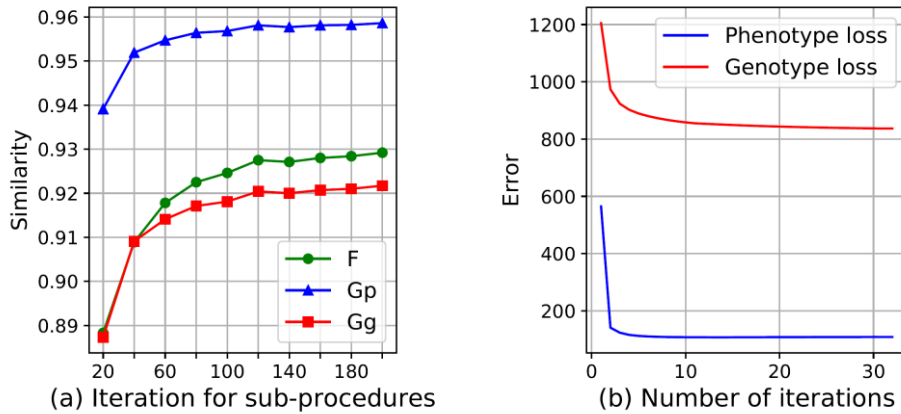 0.96
0.95
0.94
0.93
0.92
0.91
0.90
0.89
Similarity
F
Gp
Gg
20 60 100 140 180
(a) Iteration for sub-procedures
1200
1000
800
600
400
200
Error
Phenotype loss
Genotype loss
0 10 20 30
(b) Number of iterations